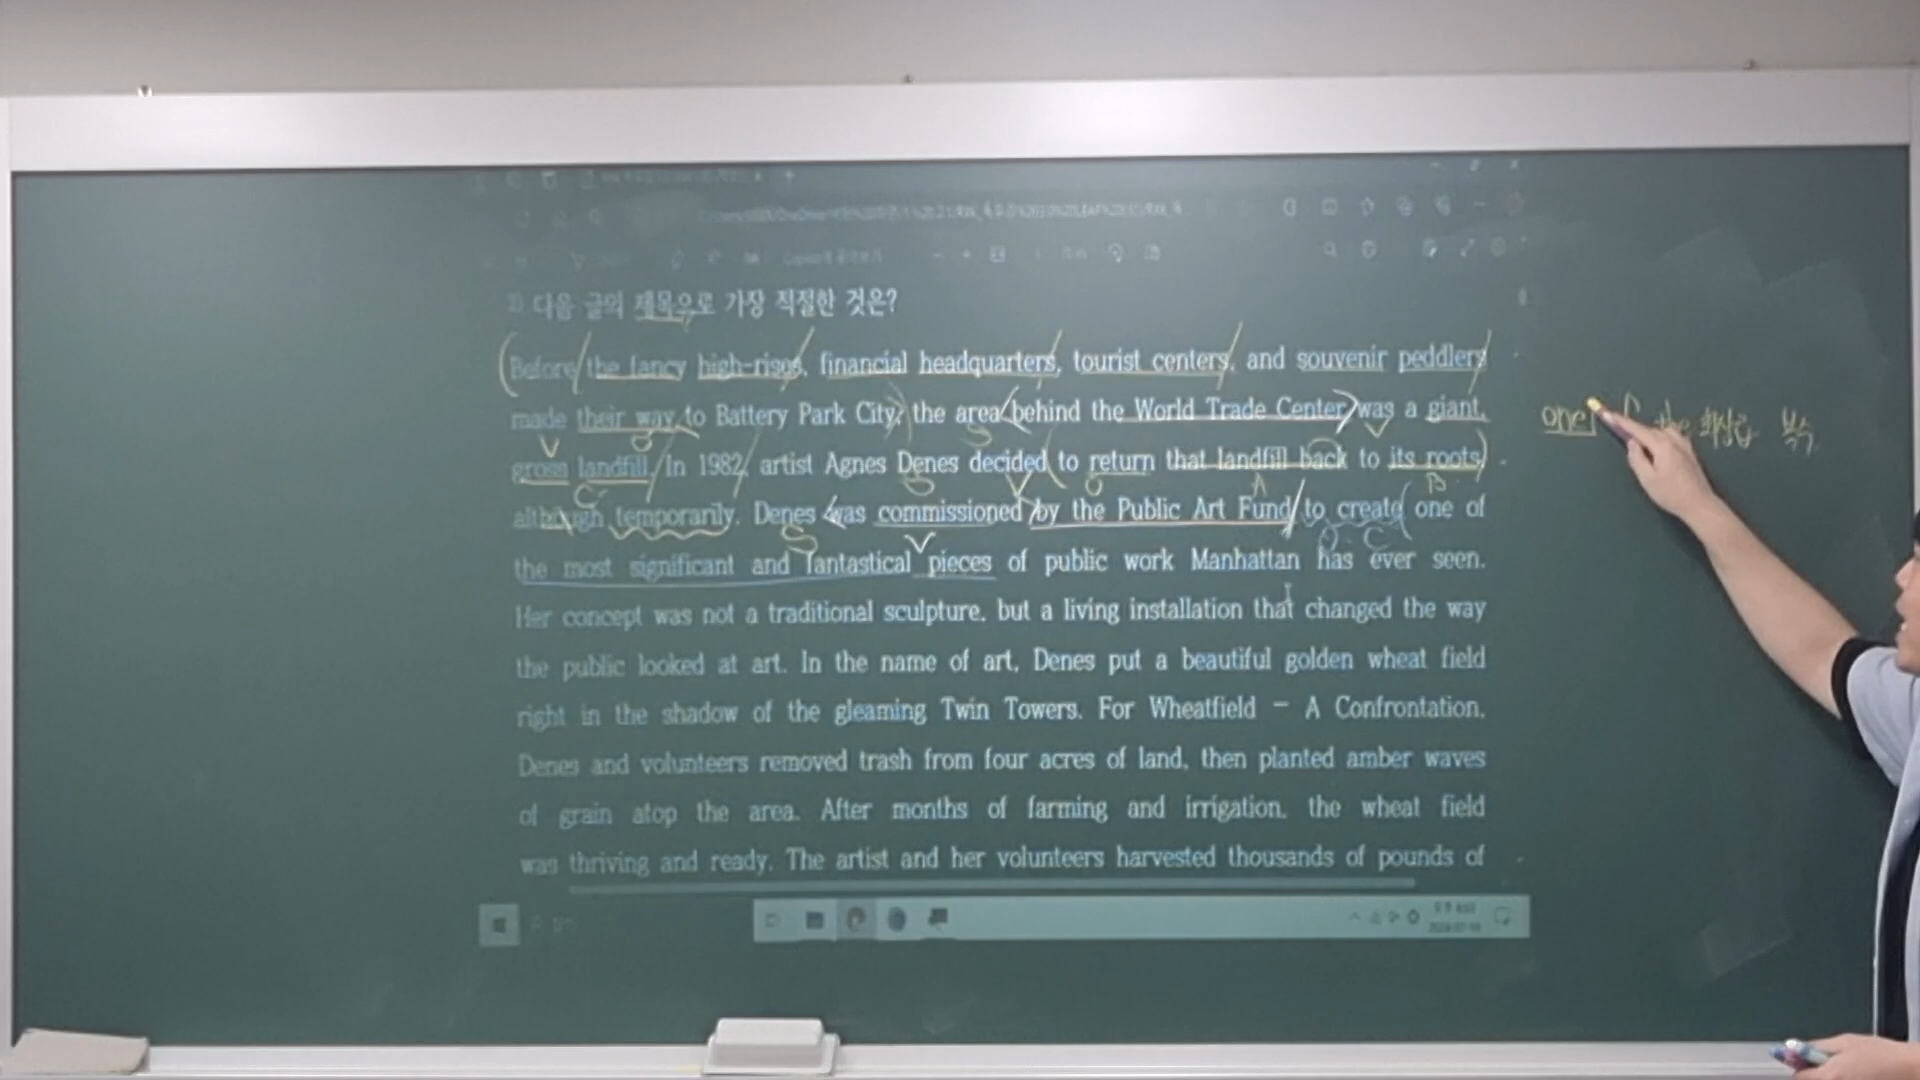 다음 글의 제목으로 가장 적절한 것은?
Before the fancy high-rises, financial headquarters, tourist centers, and souvenir peddlers
made their way to Battery Park City, the area behind the World Trade Center was a giant,
gross landfill. In 1982, artist Agnes Denes decided to return that landfill back to its roots,
although temporarily. Denes was commissioned by the Public Art Fund to create one of
the most significant and fantastical pieces of public work Manhattan has ever seen.
Her concept was not a traditional sculpture, but a living installation that changed the way
the public looked at art. In the name of art, Denes put a beautiful golden wheat field
right in the shadow of the gleaming Twin Towers. For Wheatfield - A Confrontation,
Denes and volunteers removed trash from four acres of land, then planted amber waves
of grain atop the area. After months of farming and irrigation, the wheat field
was thriving and ready. The artist and her volunteers harvested thousands of pounds of
one the 최상급 복수
S
V
O
S
V
C
S
V
O
A
B
S
V
O.C